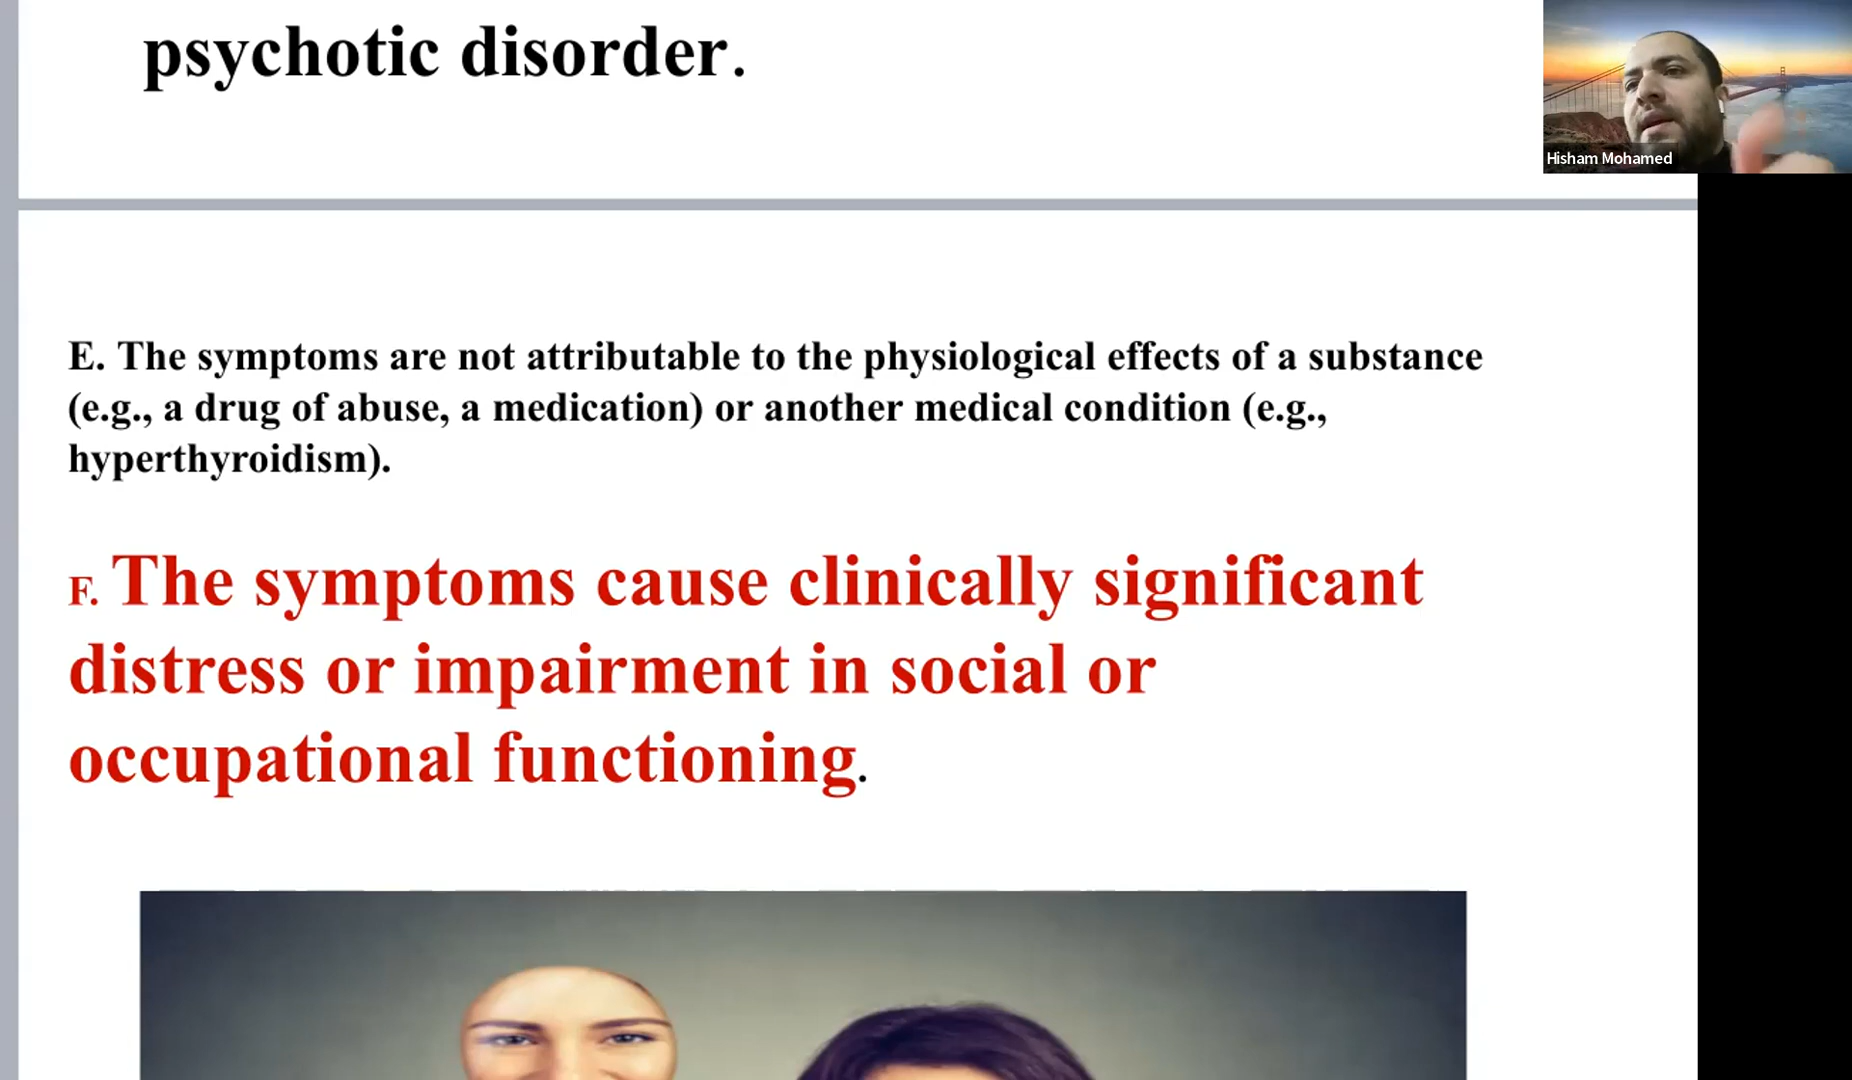 psychotic disorder.
Hisham Mohamed
E. The symptoms are not attributable to the physiological effects of a substance
(e.g., a drug of abuse, a medication) or another medical condition (e.g.,
hyperthyroidism).
F. The symptoms cause clinically significant
distress or impairment in social or
occupational functioning.